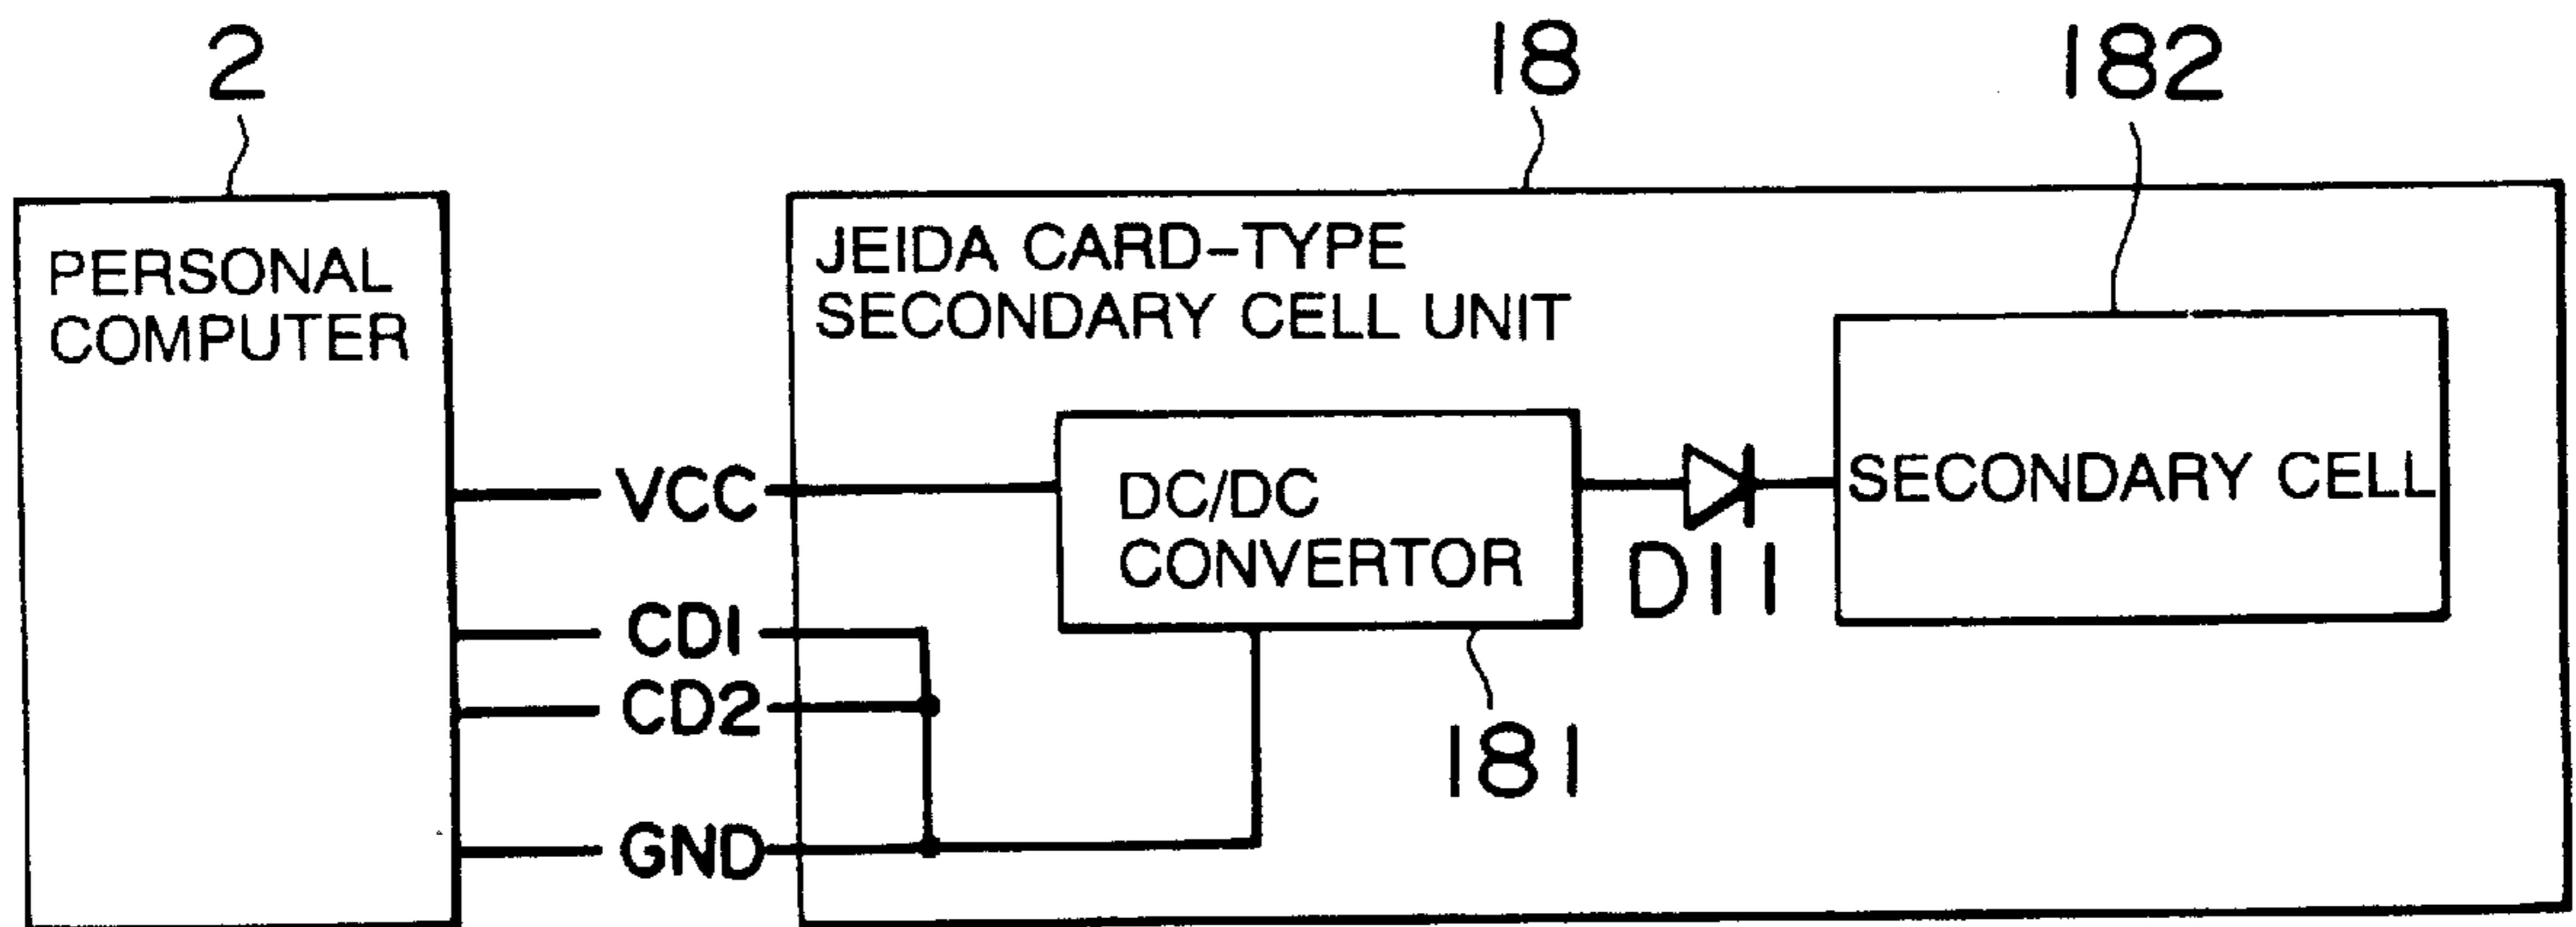 2
18
182
PERSONAL
COMPUTER
JEIDA CARD-TYPE
SECONDARY CELL UNIT
VCC
DC/DC
CONVERTOR
D11
SECONDARY CELL
CD1
CD2
181
GND